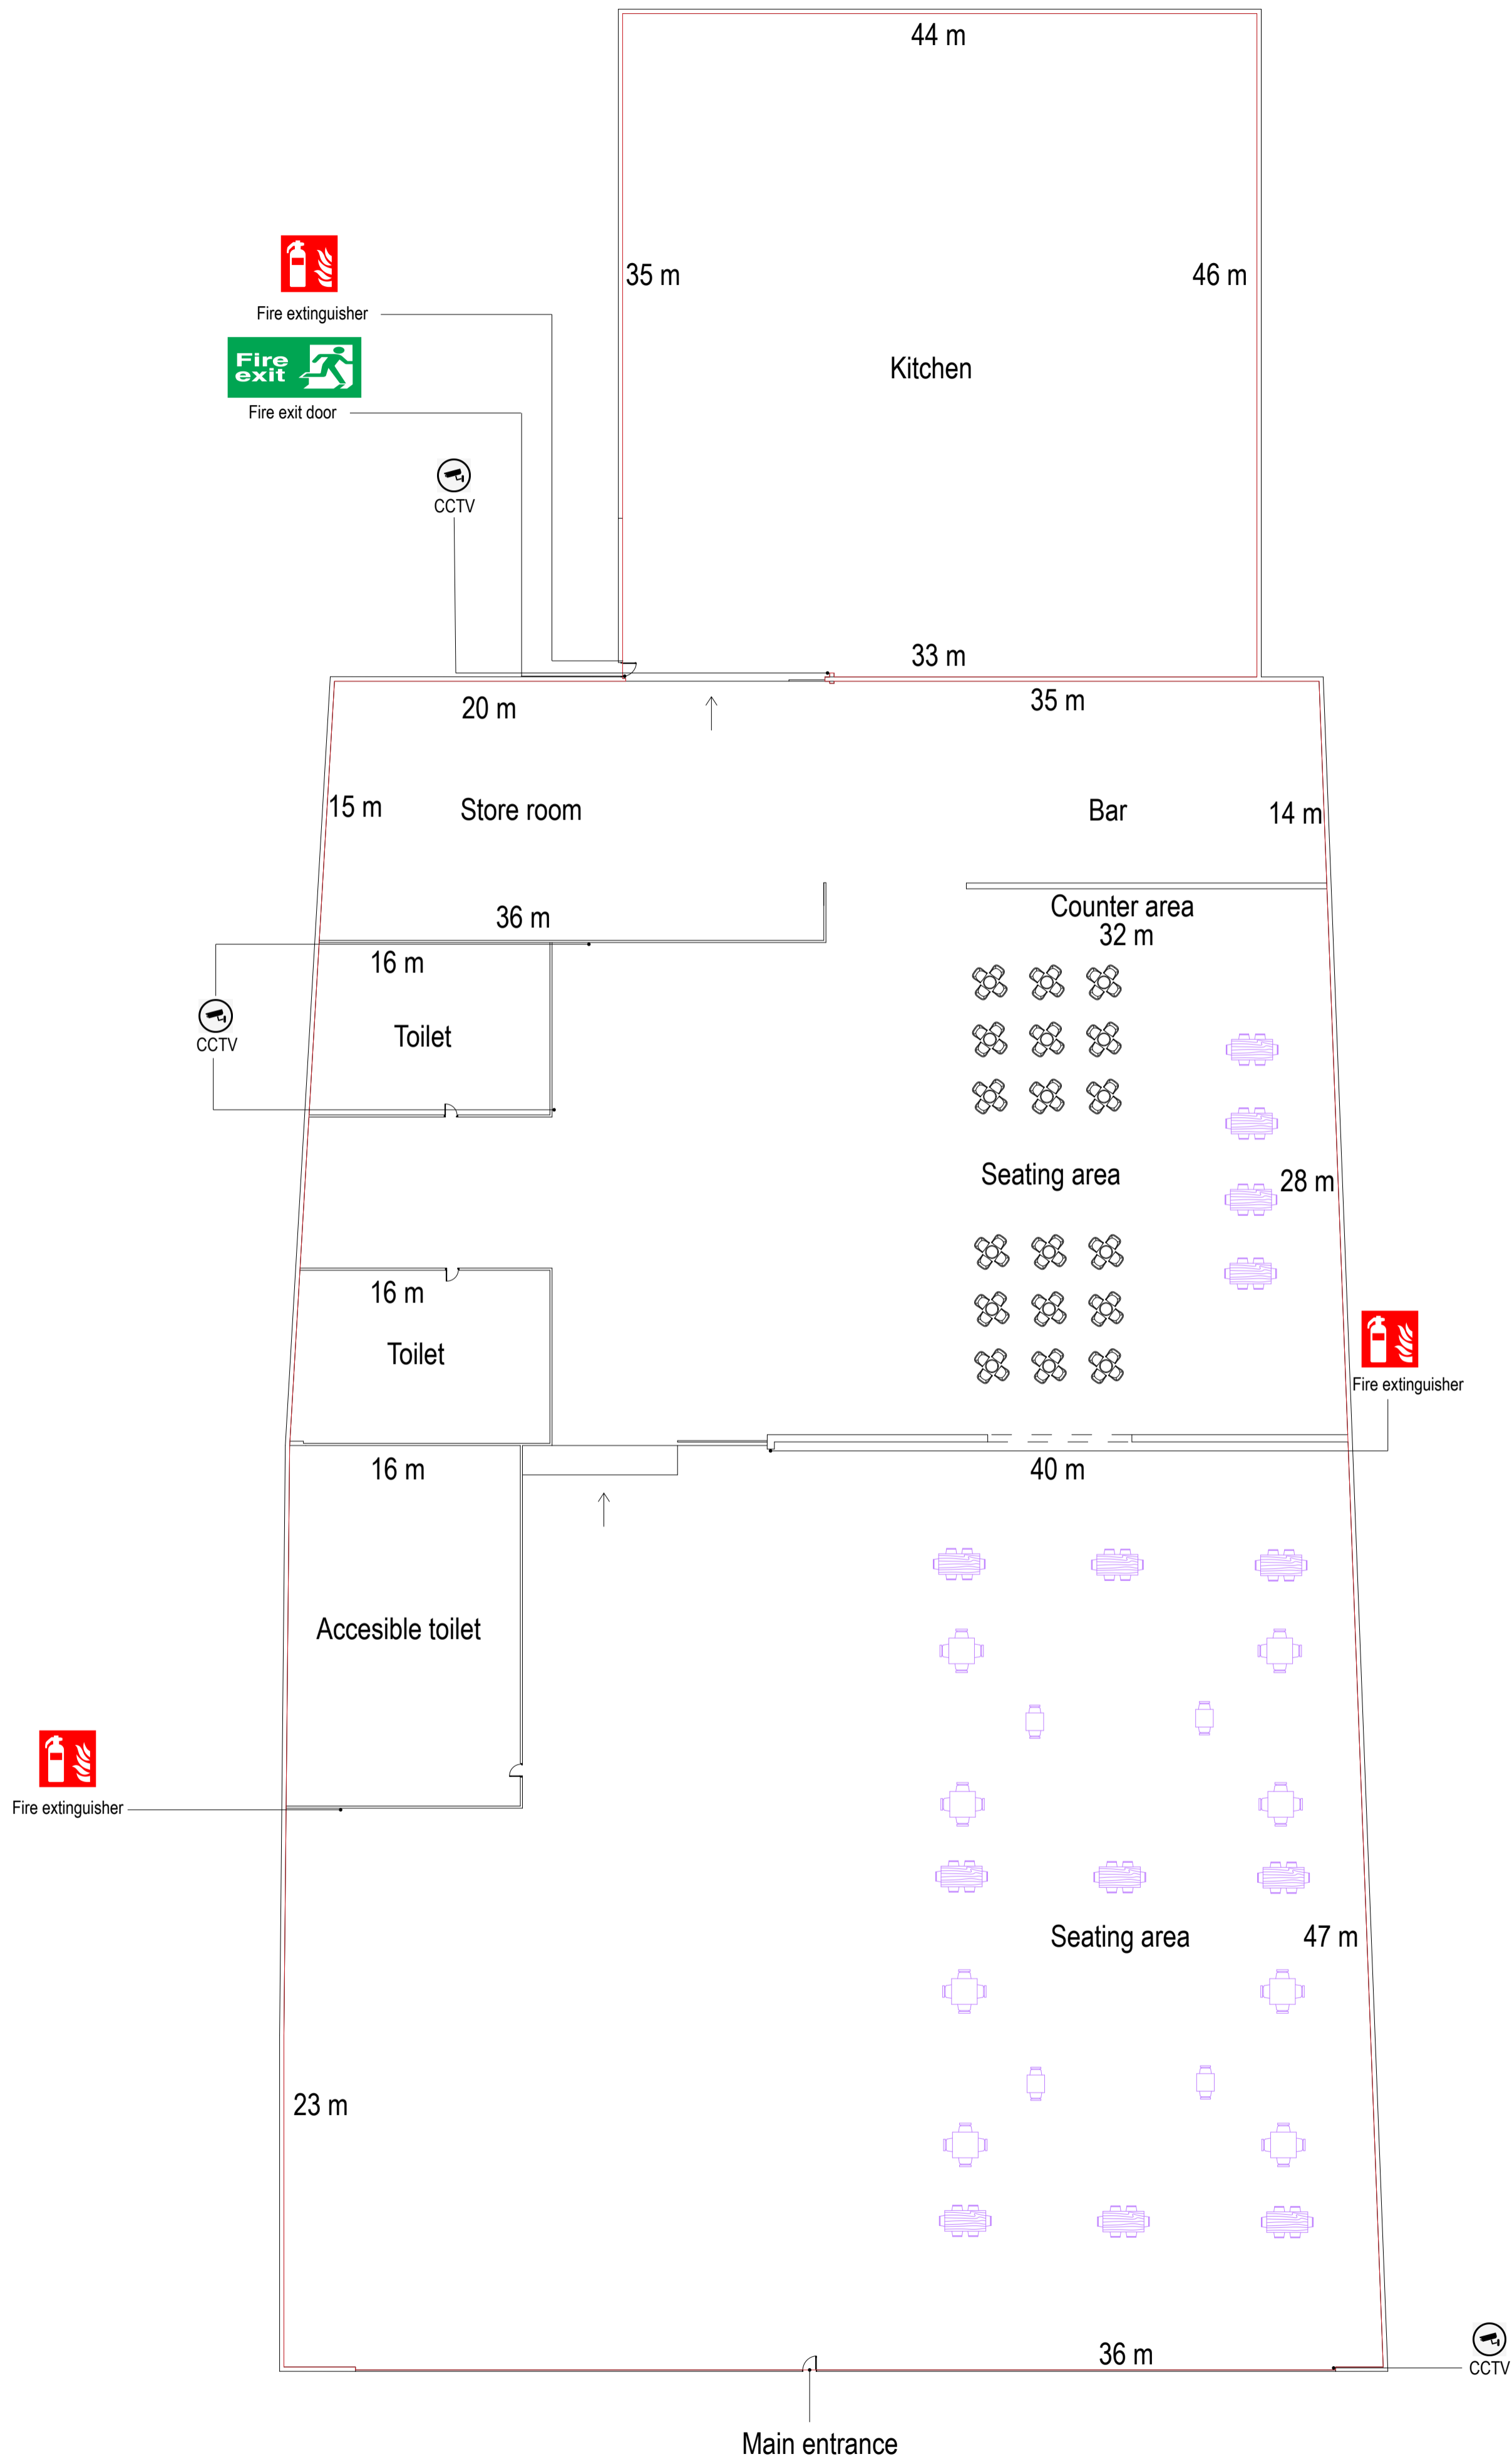 44 m
35 m
46 m
Fire extinguisher
Fire
exit
Kitchen
Fire exit door
CCTV
33 m
20 m
35 m
15 m
Store room
Bar
14 m
36 m
Counter area
32 m
16 m
Toilet
CCTV
Seating area
28 m
16 m
Toilet
Fire extinguisher
16 m
40 m
Accesible toilet
Fire extinguisher
Seating area
47 m
23 m
36 m
CCTV
Main entrance